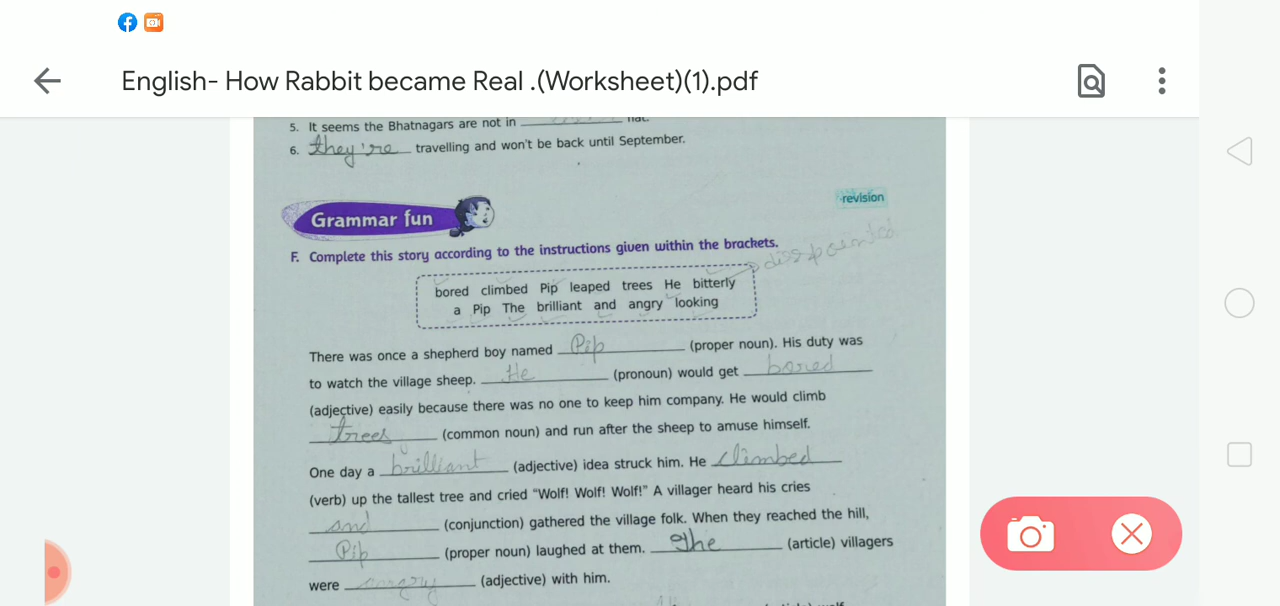 English- How Rabbit became Real .(Worksheet)(1).pdf
5. It seems the Bhatnagars are not in
6. they're travelling and won't be back until September.
revision
Grammar fun
F. Complete this story according to the instructions given within the brackets.
bored climbed Pip leaped trees He bitterly
a Pip The brilliant and angry looking
There was once a shepherd boy named Pip (proper noun). His duty was
to watch the village sheep. He (pronoun) would get bored
(adjective) easily because there was no one to keep him company. He would climb
trees (common noun) and run after the sheep to amuse himself.
One day a brilliant (adjective) idea struck him. He climbed
(verb) up the tallest tree and cried "Wolf! Wolf! Wolf!" A villager heard his cries
and (conjunction) gathered the village folk. When they reached the hill,
Pip (proper noun) laughed at them. The (article) villagers
were angry (adjective) with him.